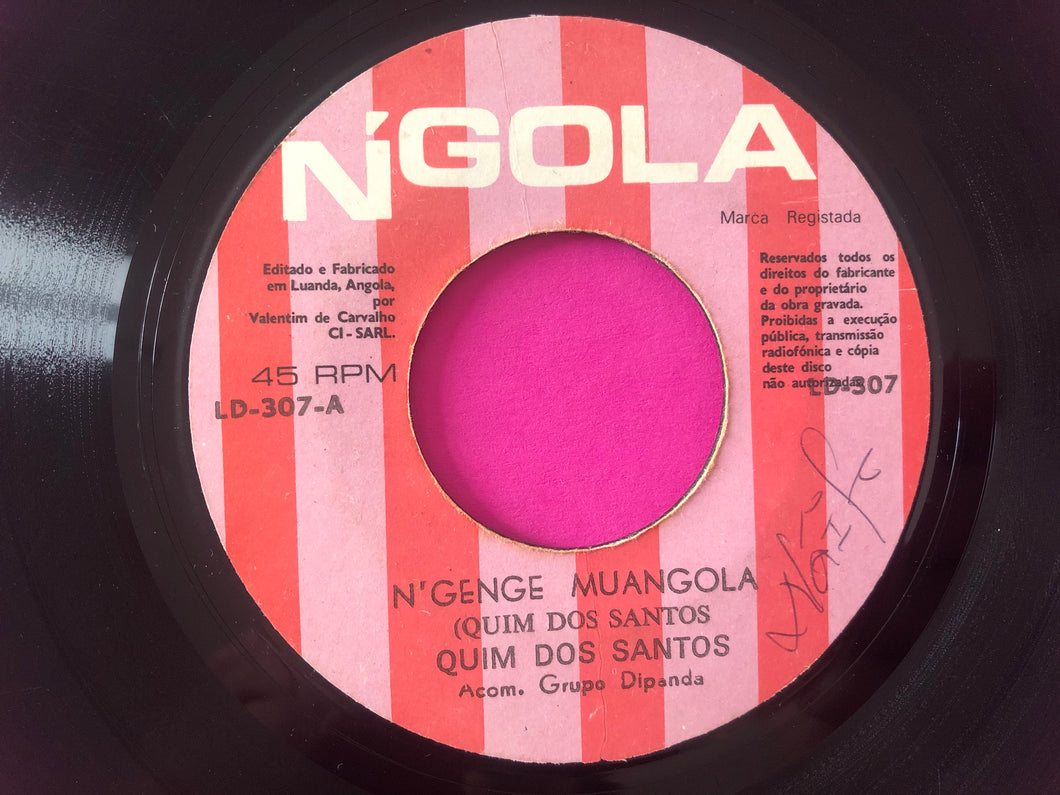 N'GOLA
Marca Registada
Editado e Fabricado
em Luanda, Angola,
por
Valentim de Carvalho
CI - SARL.
45 RPM
LD-307-A
Reservados todos os
direitos do fabricante
e do proprietário
da obra gravada.
Proibidas a execução
pública, transmissão
radiofónica e cópia
deste disco
não autorizadas.
LD-307
N'GENGE MUANGOLA
(QUIM DOS SANTOS
QUIM DOS SANTOS
Acom. Grupo Dipanda